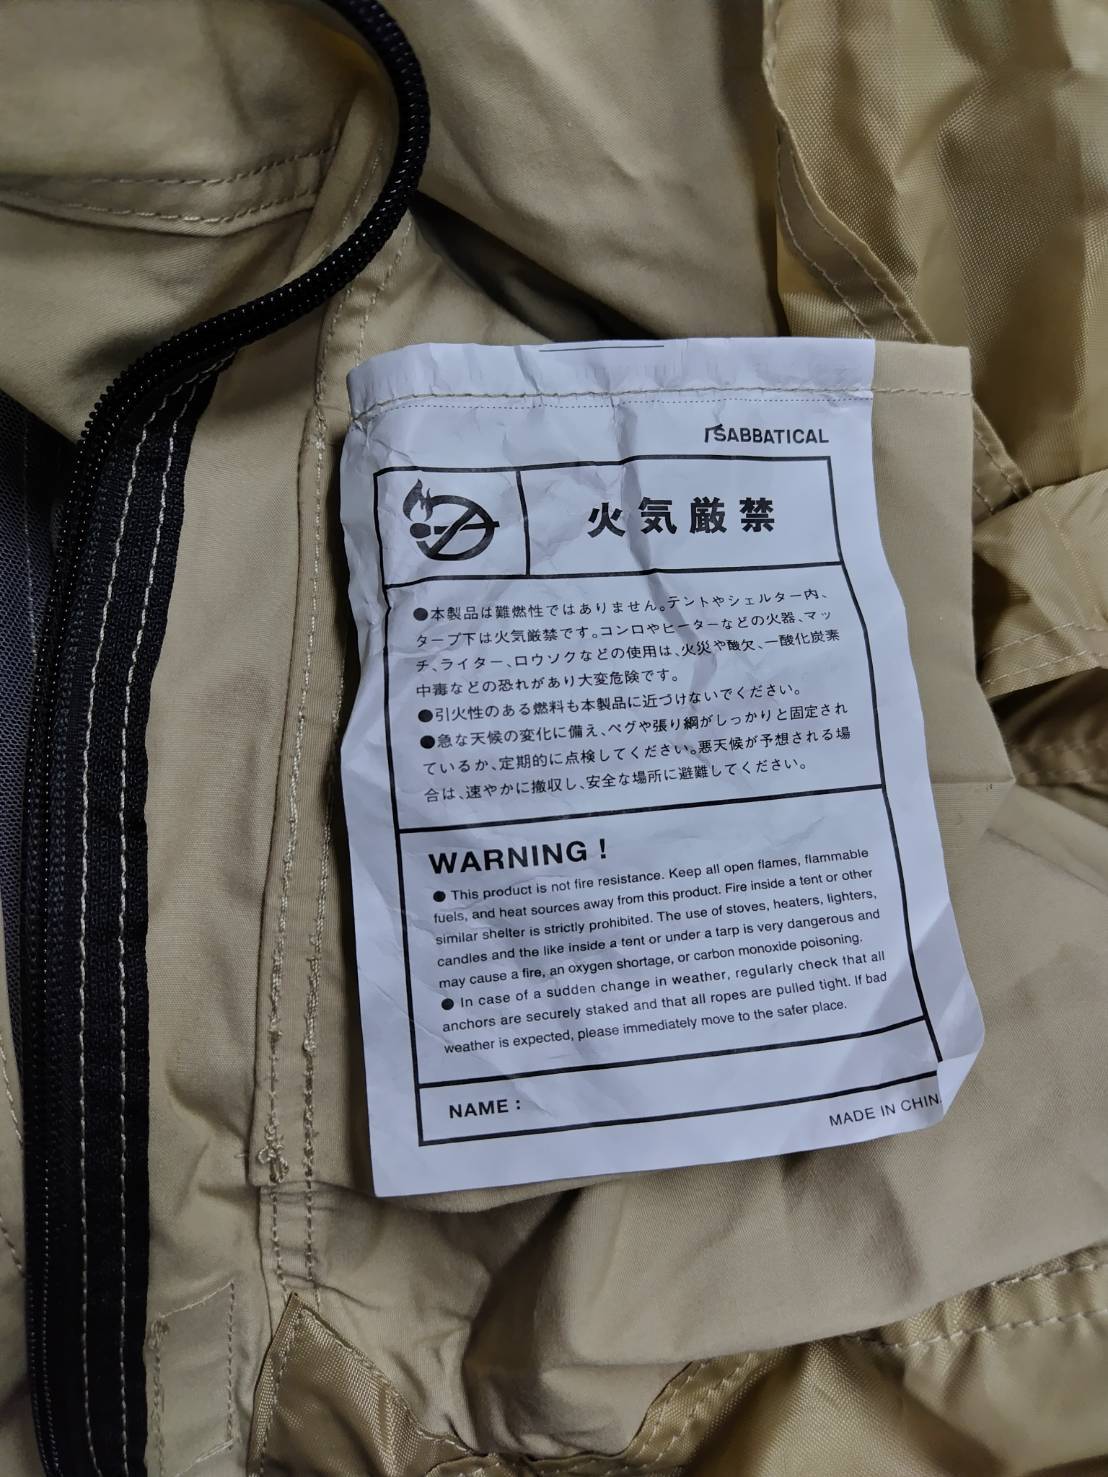 SABBATICAL
火気厳禁
●本製品は難燃性ではありません。テントやシェルター内、
タープ下は火気厳禁です。コンロやヒーターなどの火器、マッ
チ、ライター、ロウソクなどの使用は、火災や酸欠、一酸化炭素
中毒などの恐れがあり大変危険です。
●引火性のある燃料も本製品に近づけないでください。
●急な天候の変化に備え、ペグや張り綱がしっかりと固定され
ているか、定期的に点検してください。悪天候が予想される場
合は、速やかに撤収し、安全な場所に避難してください。
WARNING !
● This product is not fire resistance. Keep all open flames, flammable
fuels, and heat sources away from this product. Fire inside a tent or other
similar shelter is strictly prohibited. The use of stoves, heaters, lighters,
candles and the like inside a tent or under a tarp is very dangerous and
may cause a fire, an oxygen shortage, or carbon monoxide poisoning.
● In case of a sudden change in weather, regularly check that all
anchors are securely staked and that all ropes are pulled tight. If bad
weather is expected, please immediately move to the safer place.
NAME :
MADE IN CHIN